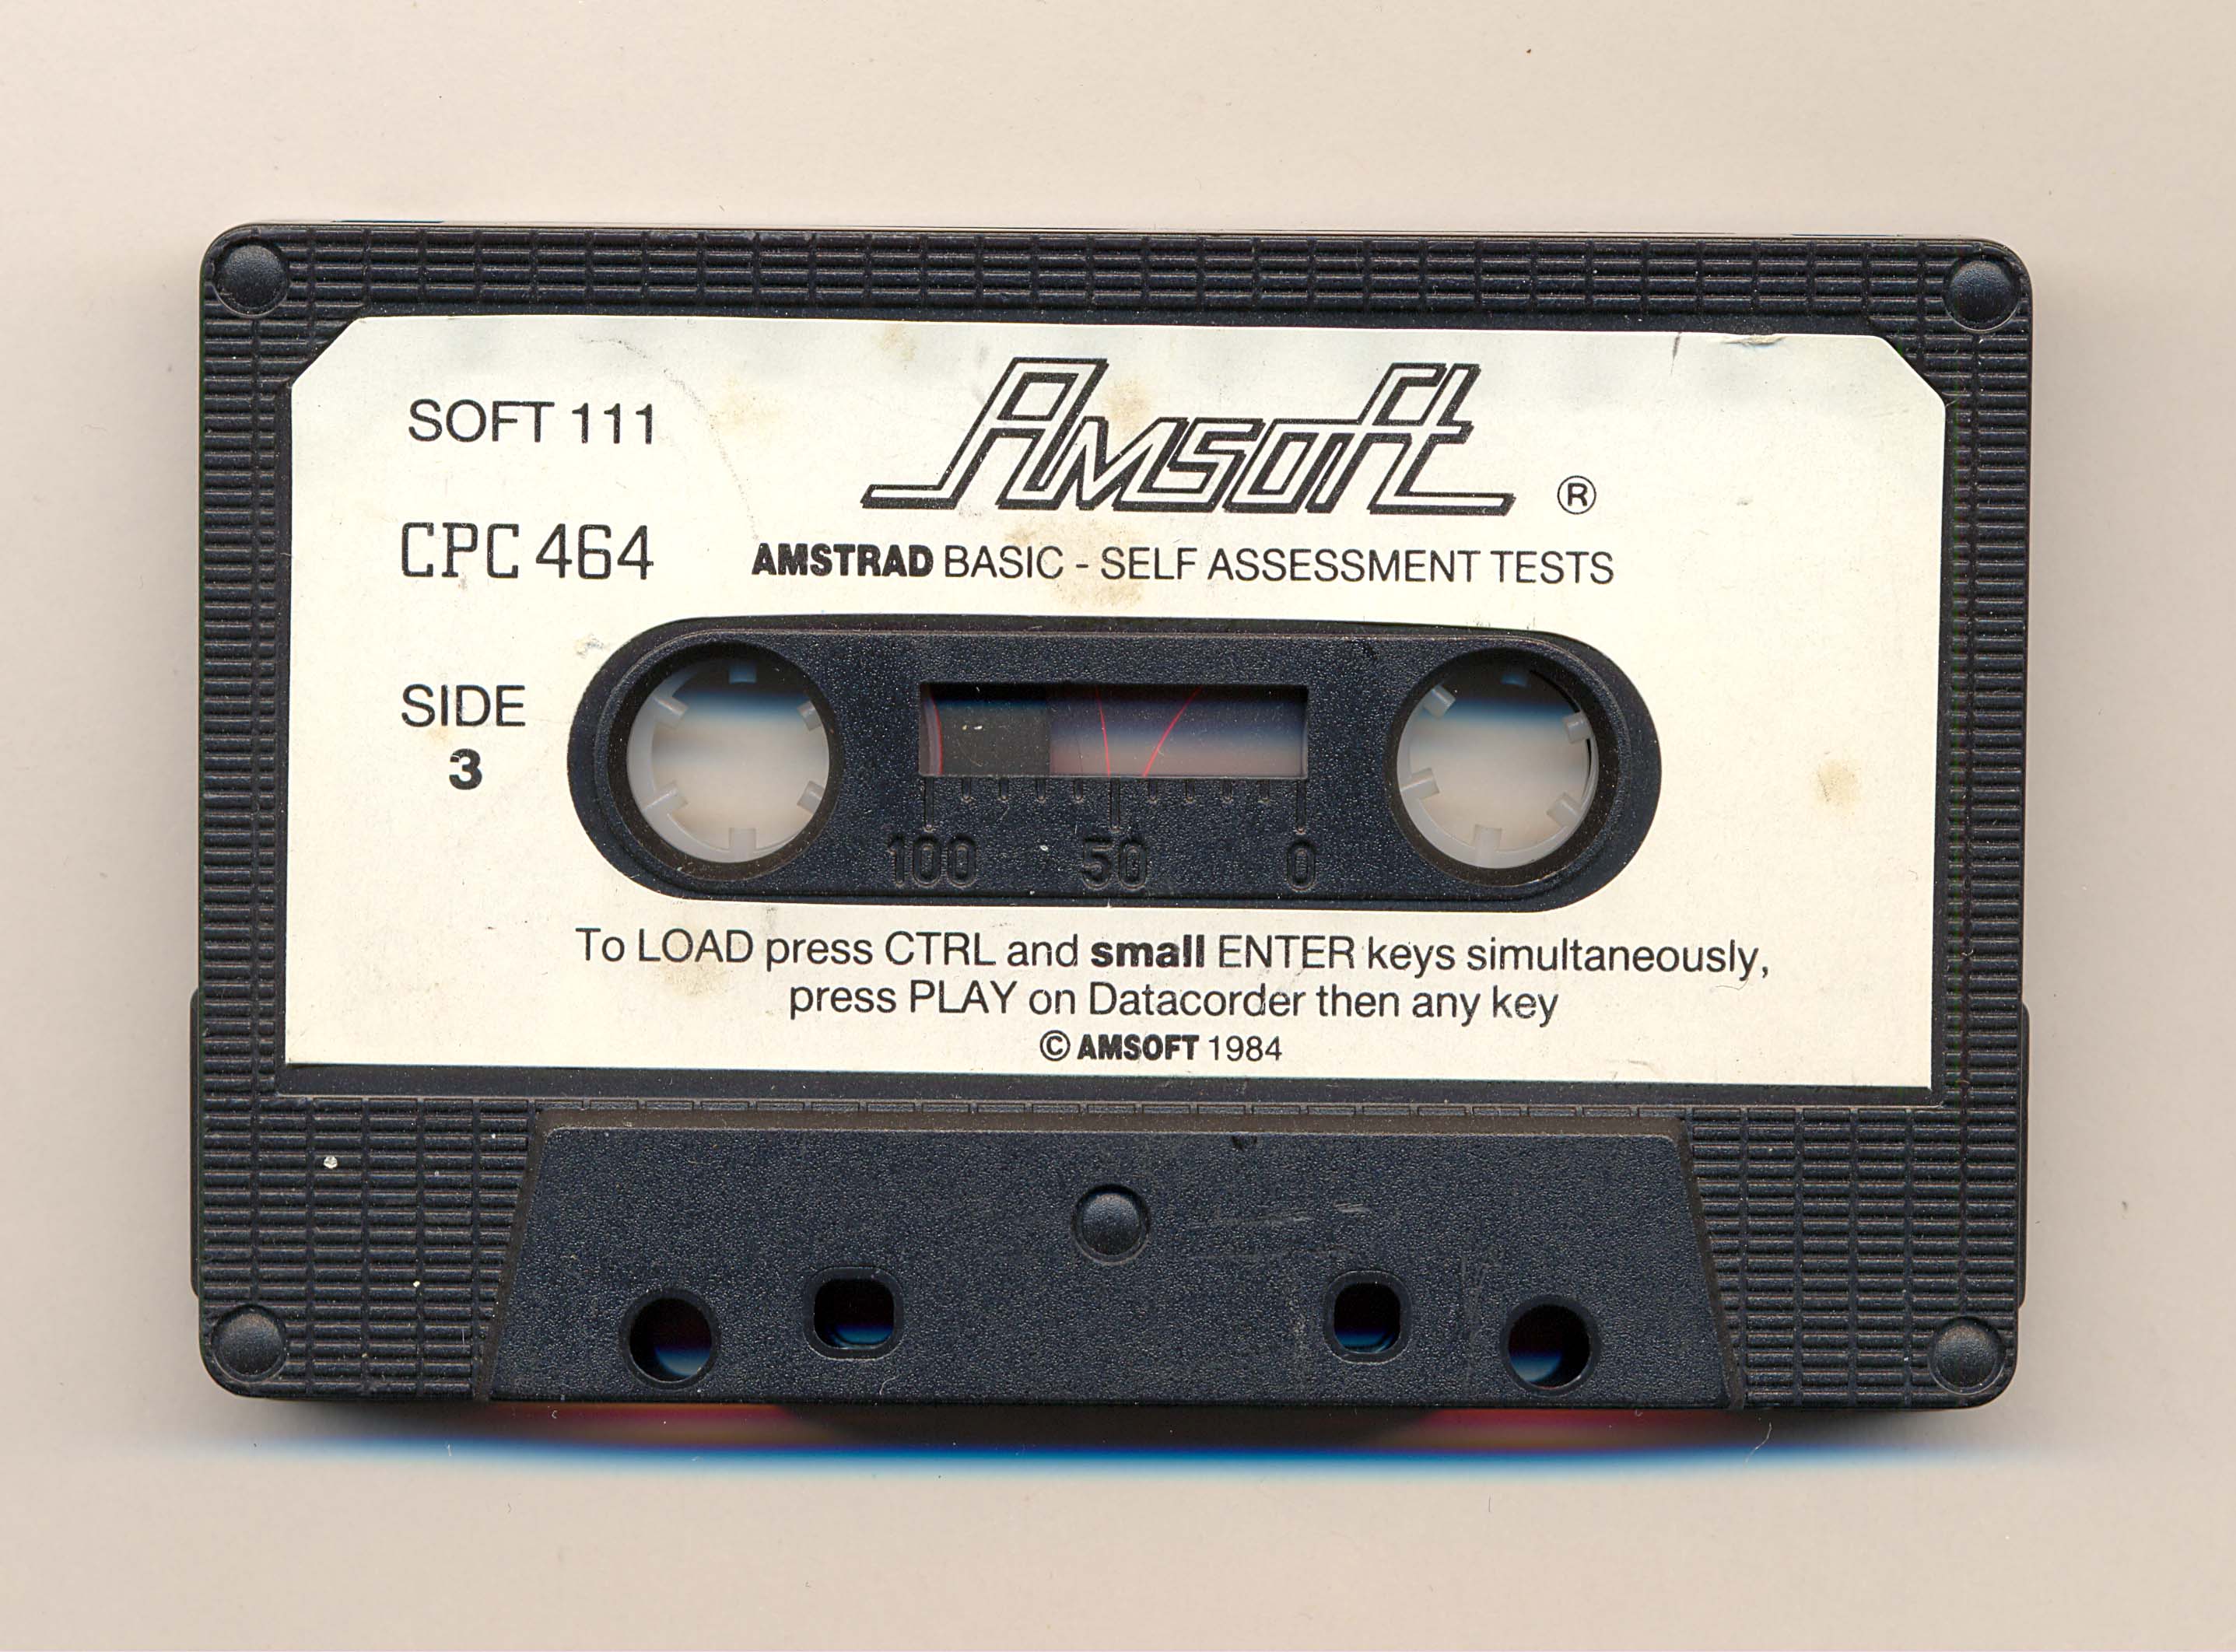 SOFT 111
Amsoft ®
CPC 464
AMSTRAD BASIC - SELF ASSESSMENT TESTS
SIDE
3
100 50 0
To LOAD press CTRL and small ENTER keys simultaneously,
press PLAY on Datacorder then any key
© AMSOFT 1984